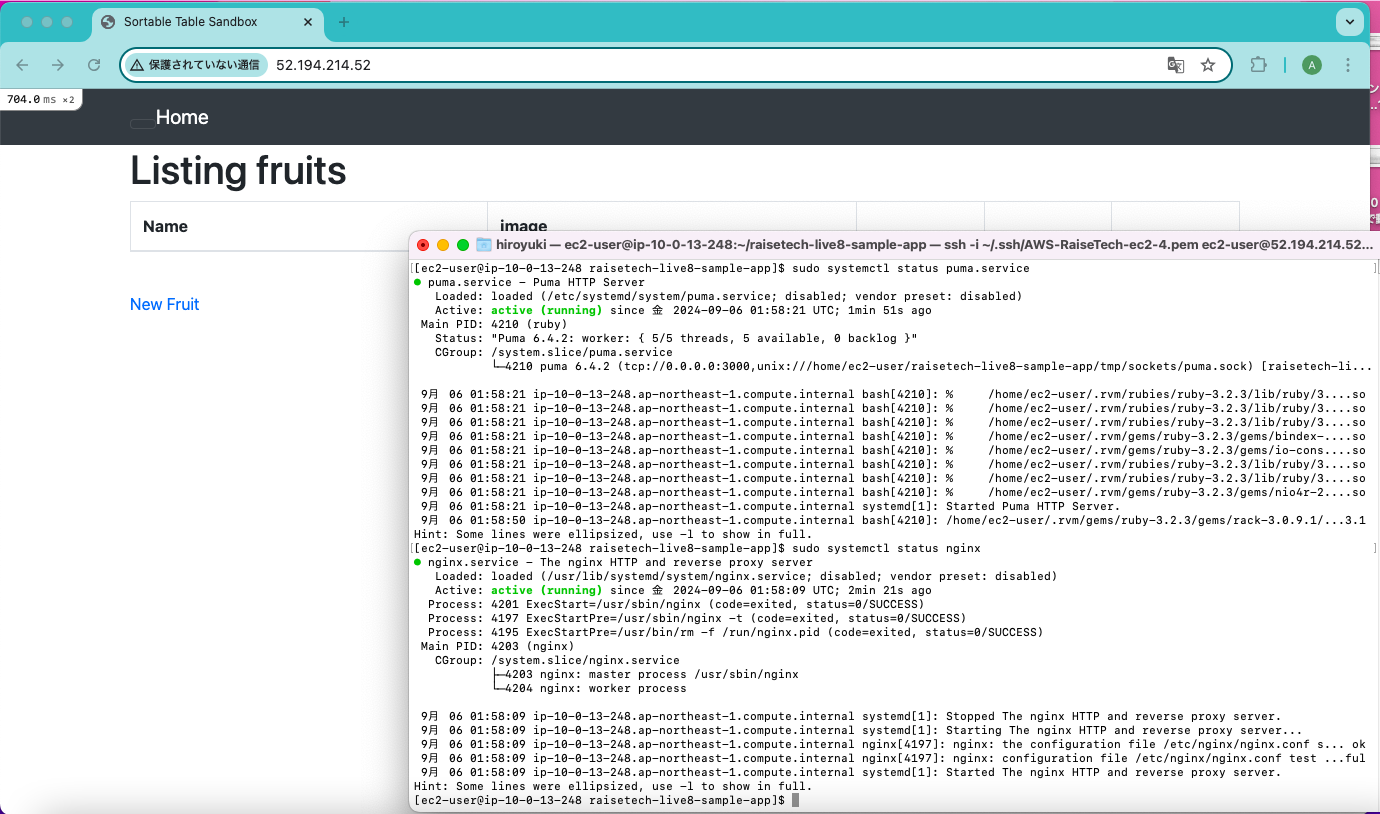 Sortable Table Sandbox
保護されていない通信 52.194.214.52
A
704.0 ms ×2
Home
Listing fruits
Name image
New Fruit
hiroyuki — ec2-user@ip-10-0-13-248:~/raisetech-live8-sample-app — ssh -i ~/.ssh/AWS-RaiseTech-ec2-4.pem ec2-user@52.194.214.52...
[[ec2-user@ip-10-0-13-248 raisetech-live8-sample-app]$ sudo systemctl status puma.service ]
● puma.service - Puma HTTP Server
Loaded: loaded (/etc/systemd/system/puma.service; disabled; vendor preset: disabled)
Active: active (running) since 金 2024-09-06 01:58:21 UTC; 1min 51s ago
Main PID: 4210 (ruby)
Status: "Puma 6.4.2: worker: { 5/5 threads, 5 available, 0 backlog }"
CGroup: /system.slice/puma.service
└─4210 puma 6.4.2 (tcp://0.0.0.0:3000,unix:///home/ec2-user/raisetech-live8-sample-app/tmp/sockets/puma.sock) [raisetech-li...
9月 06 01:58:21 ip-10-0-13-248.ap-northeast-1.compute.internal bash[4210]: % /home/ec2-user/.rvm/rubies/ruby-3.2.3/lib/ruby/3....so
9月 06 01:58:21 ip-10-0-13-248.ap-northeast-1.compute.internal bash[4210]: % /home/ec2-user/.rvm/rubies/ruby-3.2.3/lib/ruby/3....so
9月 06 01:58:21 ip-10-0-13-248.ap-northeast-1.compute.internal bash[4210]: % /home/ec2-user/.rvm/rubies/ruby-3.2.3/lib/ruby/3....so
9月 06 01:58:21 ip-10-0-13-248.ap-northeast-1.compute.internal bash[4210]: % /home/ec2-user/.rvm/gems/ruby-3.2.3/gems/bindex-....so
9月 06 01:58:21 ip-10-0-13-248.ap-northeast-1.compute.internal bash[4210]: % /home/ec2-user/.rvm/gems/ruby-3.2.3/gems/io-cons....so
9月 06 01:58:21 ip-10-0-13-248.ap-northeast-1.compute.internal bash[4210]: % /home/ec2-user/.rvm/rubies/ruby-3.2.3/lib/ruby/3....so
9月 06 01:58:21 ip-10-0-13-248.ap-northeast-1.compute.internal bash[4210]: % /home/ec2-user/.rvm/rubies/ruby-3.2.3/lib/ruby/3....so
9月 06 01:58:21 ip-10-0-13-248.ap-northeast-1.compute.internal bash[4210]: % /home/ec2-user/.rvm/gems/ruby-3.2.3/gems/nio4r-2....so
9月 06 01:58:21 ip-10-0-13-248.ap-northeast-1.compute.internal systemd[1]: Started Puma HTTP Server.
9月 06 01:58:50 ip-10-0-13-248.ap-northeast-1.compute.internal bash[4210]: /home/ec2-user/.rvm/gems/ruby-3.2.3/gems/rack-3.0.9.1/...3.1
Hint: Some lines were ellipsized, use -l to show in full.
[[ec2-user@ip-10-0-13-248 raisetech-live8-sample-app]$ sudo systemctl status nginx ]
● nginx.service - The nginx HTTP and reverse proxy server
Loaded: loaded (/usr/lib/systemd/system/nginx.service; disabled; vendor preset: disabled)
Active: active (running) since 金 2024-09-06 01:58:09 UTC; 2min 21s ago
Process: 4201 ExecStart=/usr/sbin/nginx (code=exited, status=0/SUCCESS)
Process: 4197 ExecStartPre=/usr/sbin/nginx -t (code=exited, status=0/SUCCESS)
Process: 4195 ExecStartPre=/usr/bin/rm -f /run/nginx.pid (code=exited, status=0/SUCCESS)
Main PID: 4203 (nginx)
CGroup: /system.slice/nginx.service
├─4203 nginx: master process /usr/sbin/nginx
└─4204 nginx: worker process
9月 06 01:58:09 ip-10-0-13-248.ap-northeast-1.compute.internal systemd[1]: Stopped The nginx HTTP and reverse proxy server.
9月 06 01:58:09 ip-10-0-13-248.ap-northeast-1.compute.internal systemd[1]: Starting The nginx HTTP and reverse proxy server...
9月 06 01:58:09 ip-10-0-13-248.ap-northeast-1.compute.internal nginx[4197]: nginx: the configuration file /etc/nginx/nginx.conf s... ok
9月 06 01:58:09 ip-10-0-13-248.ap-northeast-1.compute.internal nginx[4197]: nginx: configuration file /etc/nginx/nginx.conf test ...ful
9月 06 01:58:09 ip-10-0-13-248.ap-northeast-1.compute.internal systemd[1]: Started The nginx HTTP and reverse proxy server.
Hint: Some lines were ellipsized, use -l to show in full.
[ec2-user@ip-10-0-13-248 raisetech-live8-sample-app]$